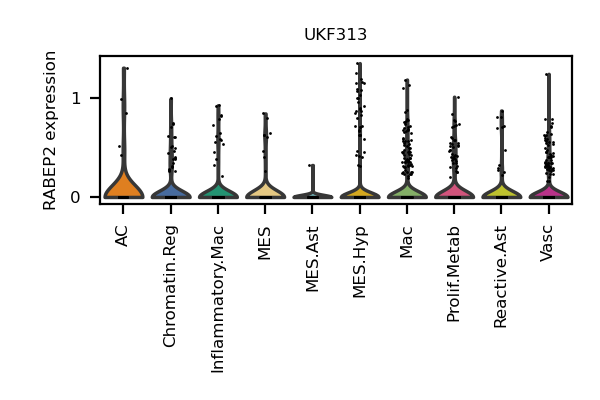 UKF313
RABEP2 expression
1
0
AC
Chromatin.Reg
Inflammatory.Mac
MES
MES.Ast
MES.Hyp
Mac
Prolif.Metab
Reactive.Ast
Vasc